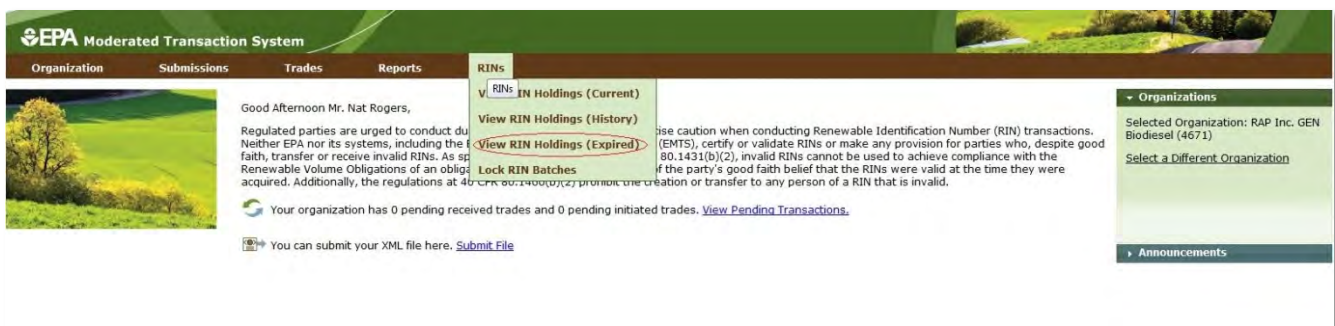 EPA Moderated Transaction System
Organization Submissions Trades Reports RINs
RINs
V IN Holdings (Current)
View RIN Holdings (History)
View RIN Holdings (Expired)
Lock RIN Batches
Good Afternoon Mr. Nat Rogers,
Regulated parties are urged to conduct du ise caution when conducting Renewable Identification Number (RIN) transactions.
Neither EPA nor its systems, including the E (EMTS), certify or validate RINs or make any provision for parties who, despite good
faith, transfer or receive invalid RINs. As sp 80.1431(b)(2), invalid RINs cannot be used to achieve compliance with the
Renewable Volume Obligations of an obliga of the party's good faith belief that the RINs were valid at the time they were
acquired. Additionally, the regulations at 40 CFR 80.1460(b)(2) prohibit the creation or transfer to any person of a RIN that is invalid.
Your organization has 0 pending received trades and 0 pending initiated trades. View Pending Transactions.
You can submit your XML file here. Submit File
Organizations
Selected Organization: RAP Inc. GEN
Biodiesel (4671)
Select a Different Organization
Announcements